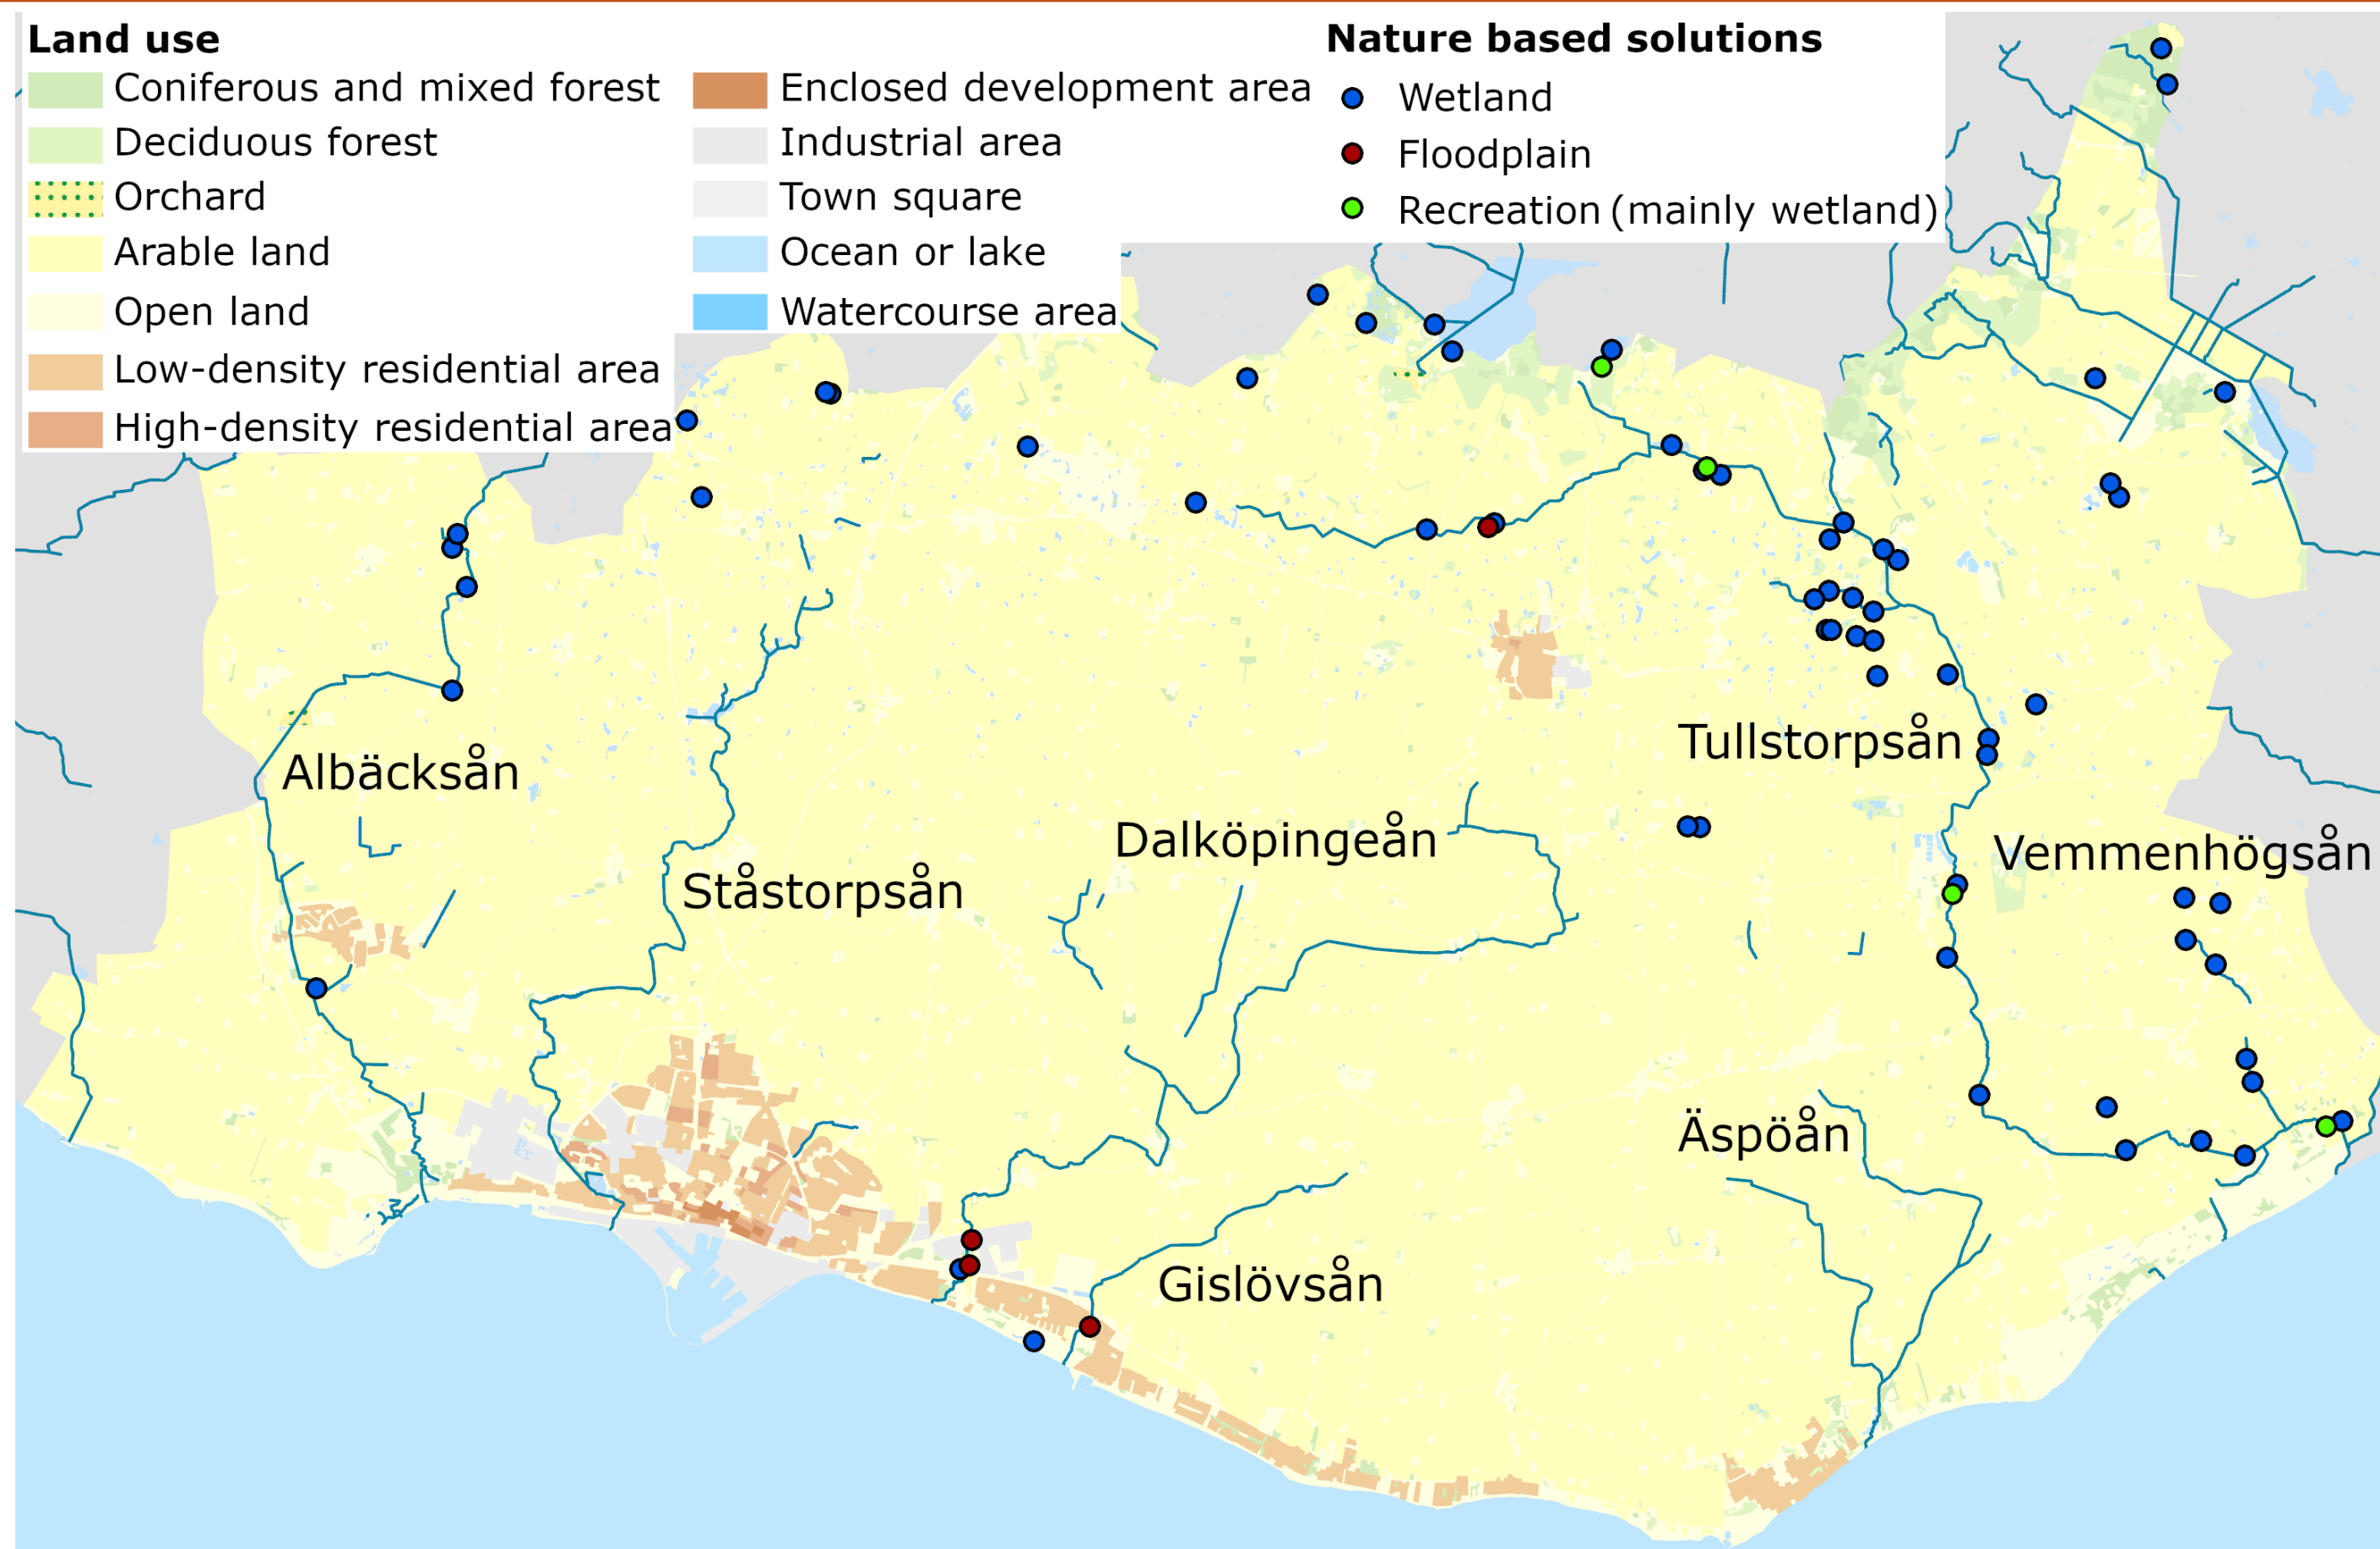 Land use
Coniferous and mixed forest
Deciduous forest
Orchard
Arable land
Open land
Low-density residential area
High-density residential area
Enclosed development area
Industrial area
Town square
Ocean or lake
Watercourse area
Nature based solutions
Wetland
Floodplain
Recreation (mainly wetland)
Albäcksån
Ståstorpsån
Dalköpingeån
Tullstorpsån
Vemmenhögsån
Äspöån
Gislövsån